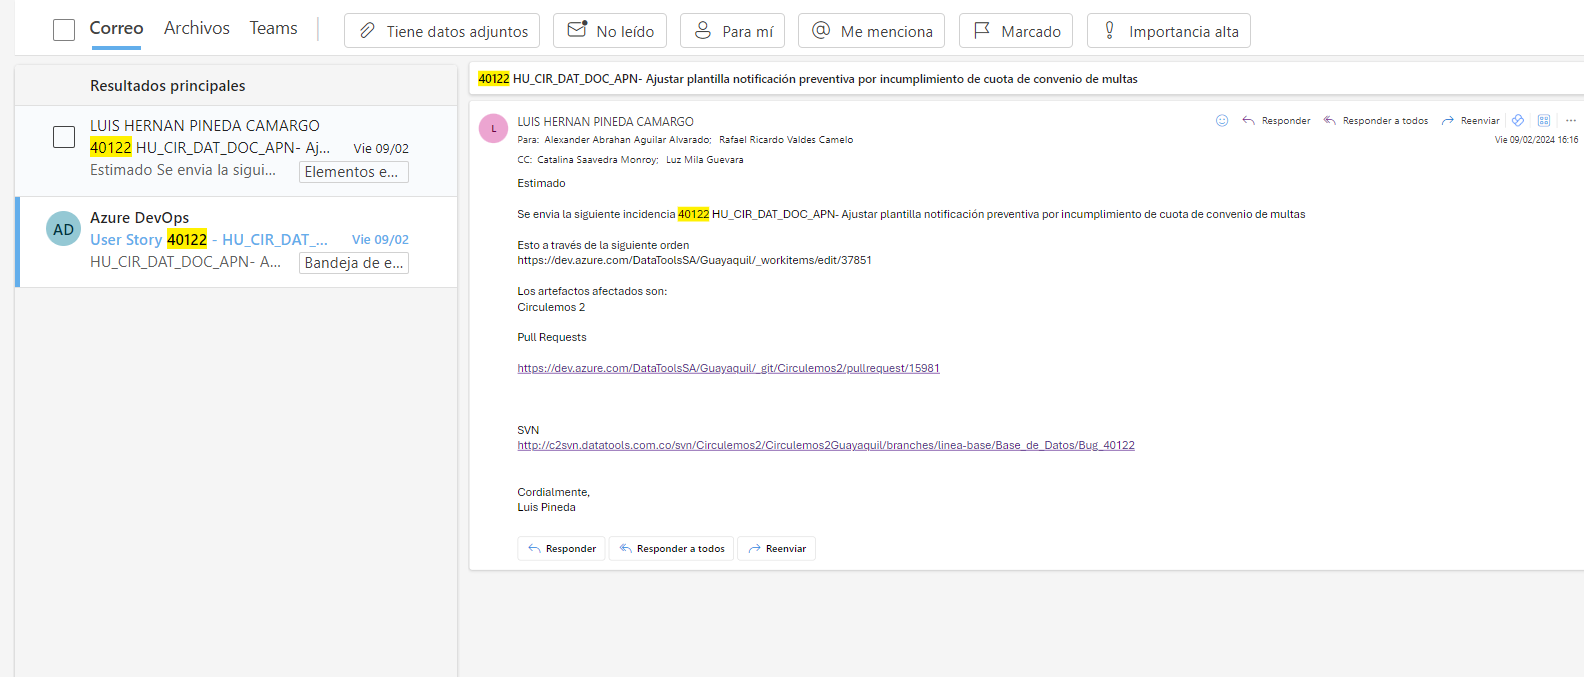 Correo Archivos Teams Tiene datos adjuntos No leído Para mí Me menciona Marcado Importancia alta
Resultados principales
LUIS HERNAN PINEDA CAMARGO
40122 HU_CIR_DAT_DOC_APN- Aj... Vie 09/02
Estimado Se envia la sigui... Elementos e...
AD
Azure DevOps
User Story 40122 - HU_CIR_DAT_... Vie 09/02
HU_CIR_DAT_DOC_APN- A... Bandeja de e...
40122 HU_CIR_DAT_DOC_APN- Ajustar plantilla notificación preventiva por incumplimiento de cuota de convenio de multas
L
LUIS HERNAN PINEDA CAMARGO
Responder Responder a todos Reenviar
Para: Alexander Abrahan Aguilar Alvarado; Rafael Ricardo Valdes Camelo
Vie 09/02/2024 16:16
CC: Catalina Saavedra Monroy; Luz Mila Guevara
Estimado
Se envia la siguiente incidencia 40122 HU_CIR_DAT_DOC_APN- Ajustar plantilla notificación preventiva por incumplimiento de cuota de convenio de multas
Esto a través de la siguiente orden
https://dev.azure.com/DataToolsSA/Guayaquil/_workitems/edit/37851
Los artefactos afectados son:
Circulemos 2
Pull Requests
https://dev.azure.com/DataToolsSA/Guayaquil/_git/Circulemos2/pullrequest/15981
SVN
http://c2svn.datatools.com.co/svn/Circulemos2/Circulemos2Guayaquil/branches/linea-base/Base_de_Datos/Bug_40122
Cordialmente,
Luis Pineda
Responder Responder a todos Reenviar